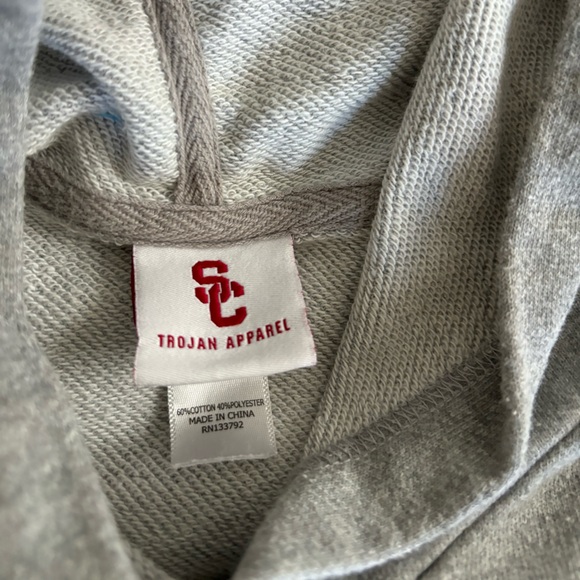 SC
TROJAN APPAREL
60%COTTON 40%POLYESTER
MADE IN CHINA
RN133792